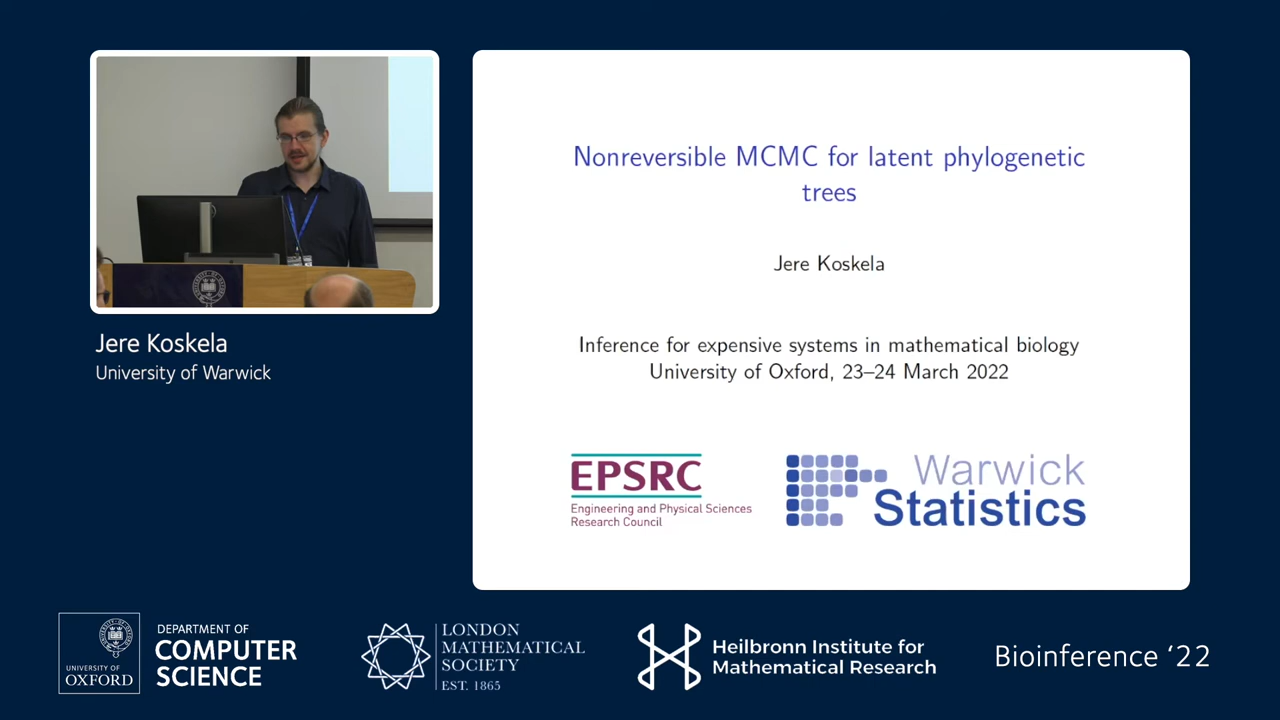 Nonreversible MCMC for latent phylogenetic
trees
Jere Koskela
Inference for expensive systems in mathematical biology
University of Oxford, 23–24 March 2022
EPSRC
Engineering and Physical Sciences
Research Council
Warwick
Statistics
Jere Koskela
University of Warwick
UNIVERSITY OF
OXFORD
DEPARTMENT OF
COMPUTER
SCIENCE
LONDON
MATHEMATICAL
SOCIETY
EST. 1865
Heilbronn Institute for
Mathematical Research
Bioinference ‘22